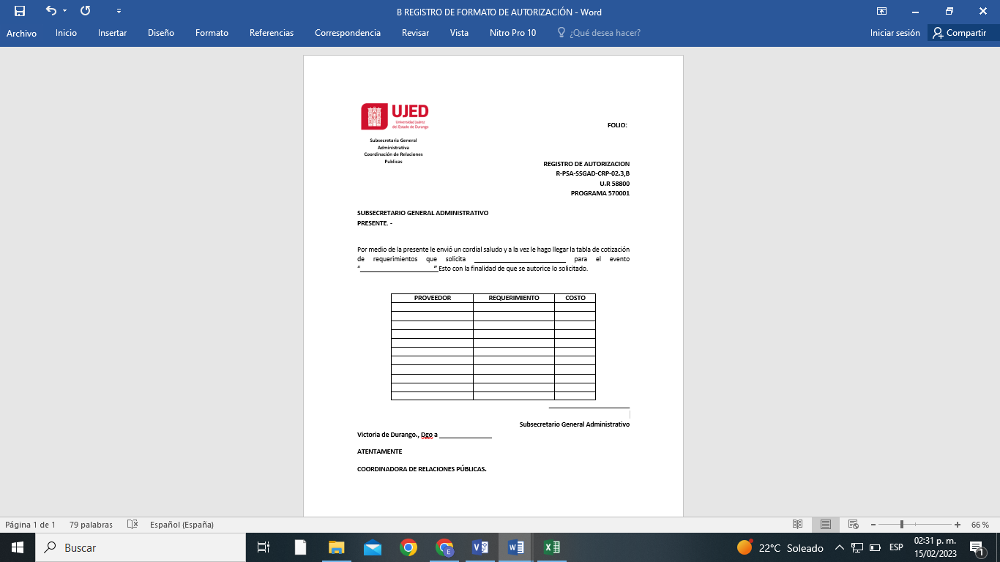 B REGISTRO DE FORMATO DE AUTORIZACIÓN - Word
Archivo Inicio Insertar Diseño Formato Referencias Correspondencia Revisar Vista Nitro Pro 10 ¿Qué desea hacer? Iniciar sesión Compartir
UJED
Universidad Juárez
del Estado de Durango
Subsecretaria General
Administrativa
Coordinación de Relaciones
Publicas
FOLIO:
REGISTRO DE AUTORIZACION
R-PSA-SSGAD-CRP-02.3,B
U.R 58800
PROGRAMA 570001
SUBSECRETARIO GENERAL ADMINISTRATIVO
PRESENTE. -
Por medio de la presente le envió un cordial saludo y a la vez le hago llegar la tabla de cotización
de requerimientos que solicita _________________________ para el evento
“_____________________” Esto con la finalidad de que se autorice lo solicitado.
PROVEEDOR REQUERIMIENTO COSTO
Subsecretario General Administrativo
Victoria de Durango., Dgo a _______________
ATENTAMENTE
COORDINADORA DE RELACIONES PÚBLICAS.
Página 1 de 1 79 palabras Español (España) 66 %
Buscar 22°C Soleado ESP 02:31 p. m.
15/02/2023 1